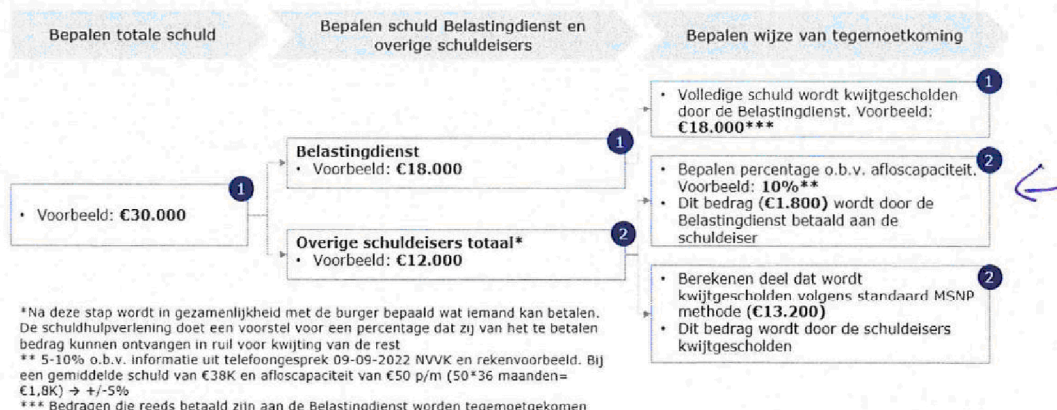 Bepalen totale schuld
Bepalen schuld Belastingdienst en
overige schuldeisers
Bepalen wijze van tegemoetkoming
1
• Voorbeeld: €30.000
1
Belastingdienst
• Voorbeeld: €18.000
2
Overige schuldeisers totaal*
• Voorbeeld: €12.000
1
• Volledige schuld wordt kwijtgescholden
door de Belastingdienst. Voorbeeld:
€18.000***
2
• Bepalen percentage o.b.v. afloscapaciteit.
Voorbeeld: 10%**
• Dit bedrag (€1.800) wordt door de
Belastingdienst betaald aan de
schuldeiser
2
• Berekenen deel dat wordt
kwijtgescholden volgens standaard MSNP
methode (€13.200)
• Dit bedrag wordt door de schuldeisers
kwijtgescholden
*Na deze stap wordt in gezamenlijkheid met de burger bepaald wat iemand kan betalen.
De schuldhulpverlening doet een voorstel voor een percentage dat zij van het te betalen
bedrag kunnen ontvangen in ruil voor kwijting van de rest
** 5-10% o.b.v. informatie uit telefoongesprek 09-09-2022 NVVK en rekenvoorbeeld. Bij
een gemiddelde schuld van €38K en afloscapaciteit van €50 p/m (50*36 maanden=
€1,8K) → +/-5%
*** Bedragen die reeds betaald zijn aan de Belastingdienst worden tegemoetgekomen